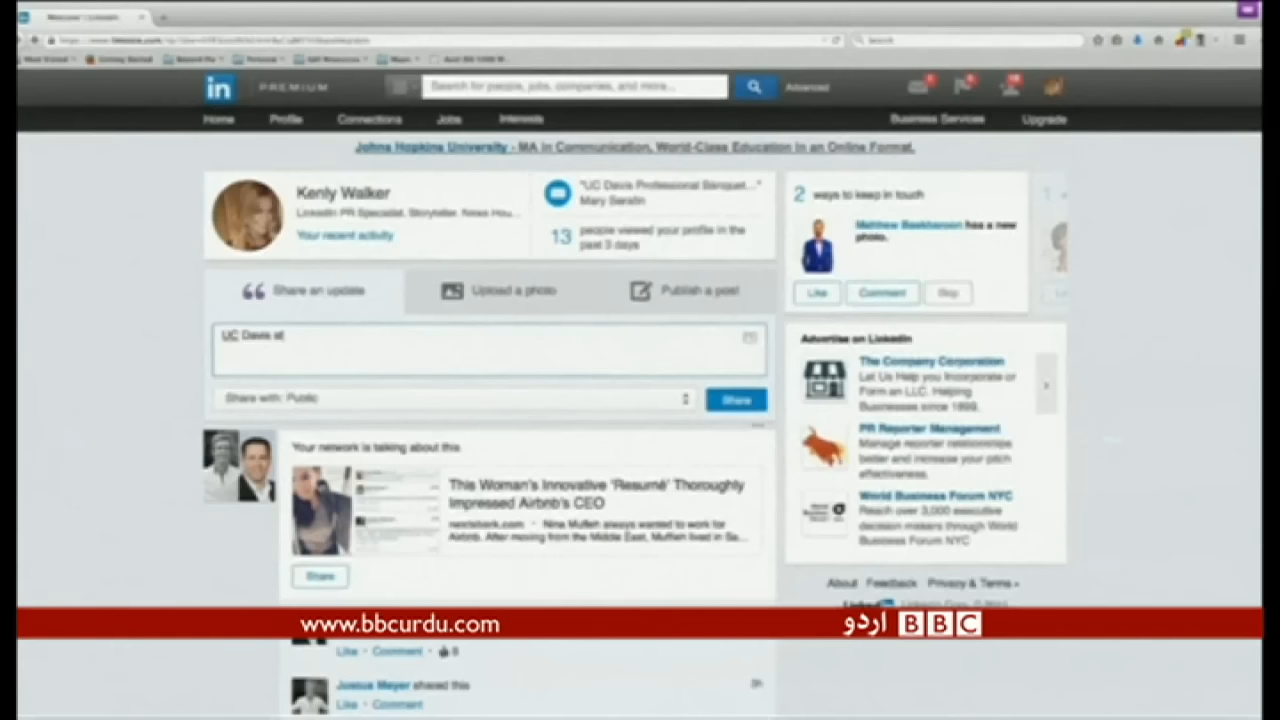 in PREMIUM
Search for people, jobs, companies, and more...
Advanced
Home Profile Connections Jobs Interests
Business Services Upgrade
Johns Hopkins University - MA in Communication, World-Class Education in an Online Format.
Kenly Walker
LinkedIn PR Specialist. Storyteller. News Hou...
Your recent activity
"UC Davis Professional Banquet..."
Mary Serafin
13 people viewed your profile in the
past 3 days
2 ways to keep in touch
has a new
photo.
Like Comment Skip
Share an update
Upload a photo
Publish a post
UC Davis at
Share with: Public
Share
Advertise on LinkedIn
The Company Corporation
Let Us Help you Incorporate or
Form an LLC. Helping
Businesses since 1899.
PR Reporter Management
Manage reporter relationships
better and increase your pitch
effectiveness.
World Business Forum NYC
Reach over 3,000 executive
decision makers through World
Business Forum NYC
Your network is talking about this
This Woman's Innovative 'Resumé' Thoroughly
Impressed Airbnb's CEO
nextshark.com · Nina Mufleh always wanted to work for
Airbnb. After moving from the Middle East, Mufleh lived in Sa...
Share
About Feedback Privacy & Terms
www.bbcurdu.com
BBC اردو
Like · Comment · 8
Joshua Meyer shared this
Like · Comment